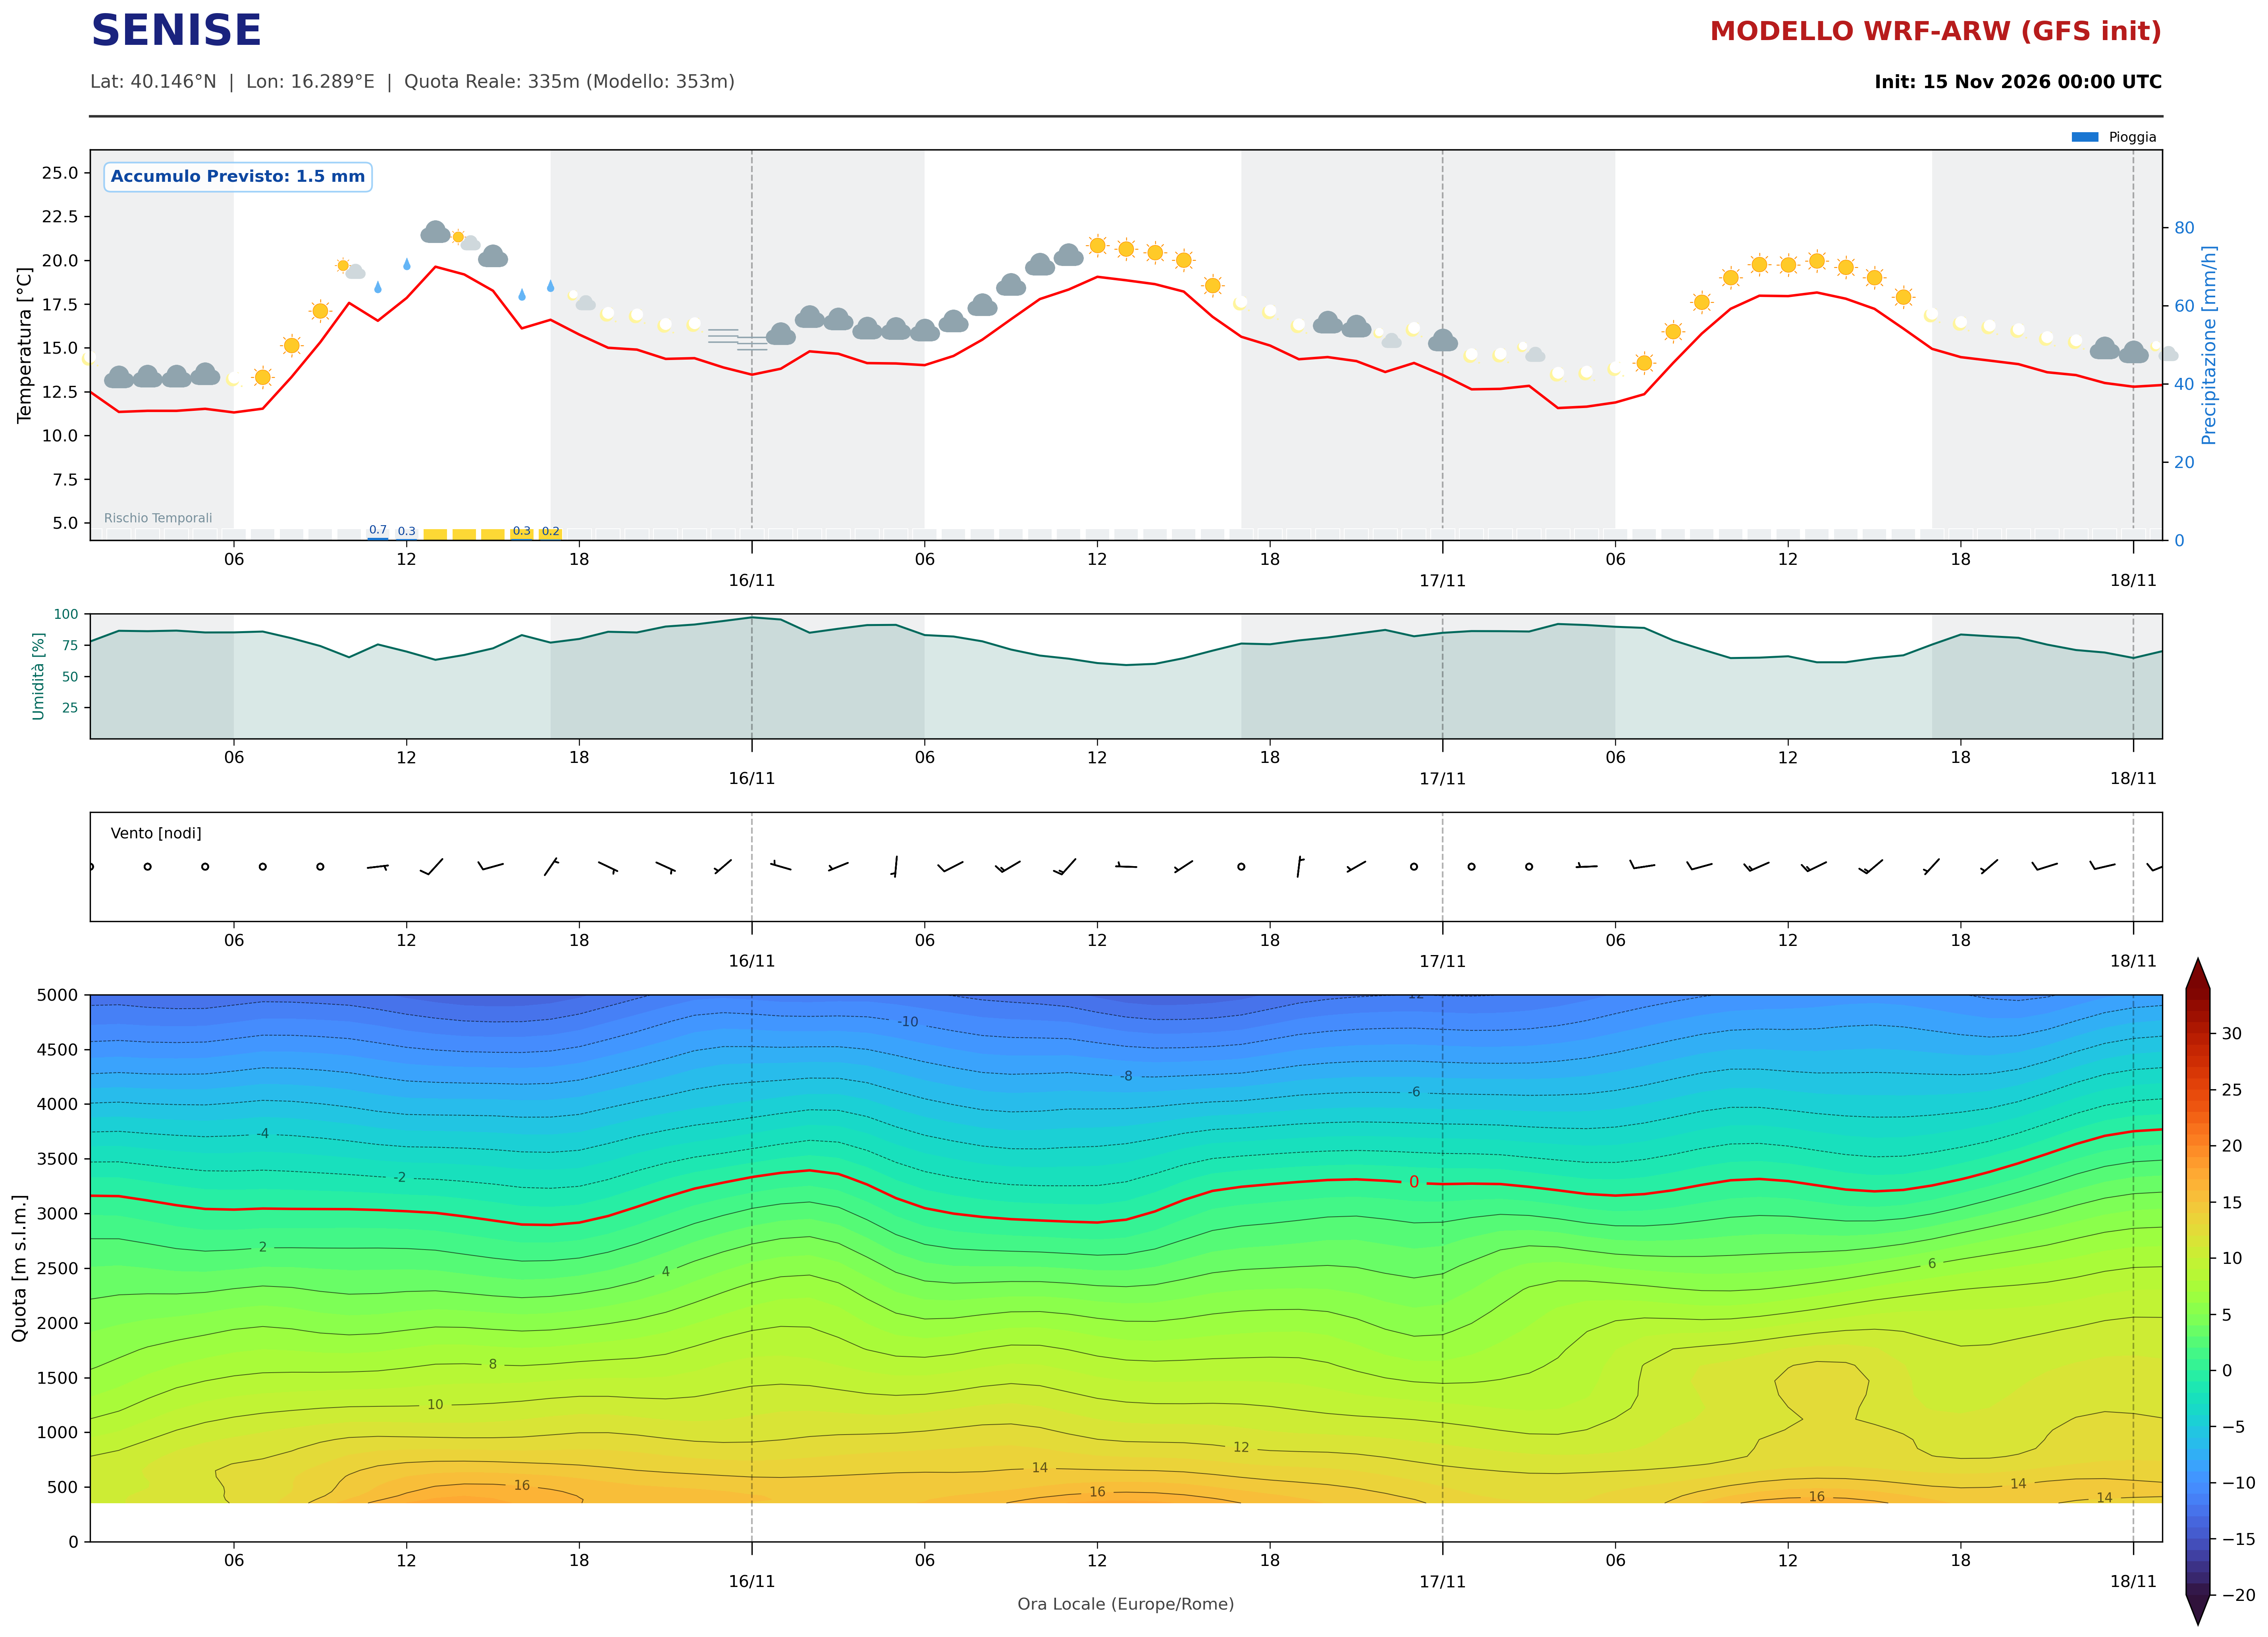 SENISE
MODELLO WRF-ARW (GFS init)
Lat: 40.146°N | Lon: 16.289°E | Quota Reale: 335m (Modello: 353m)
Init: 15 Nov 2026 00:00 UTC
Pioggia
Accumulo Previsto: 1.5 mm
Temperatura [°C]
25.0
22.5
20.0
17.5
15.0
12.5
10.0
7.5
5.0
Precipitazione [mm/h]
80
60
40
20
0
Rischio Temporali
0.7 0.3 0.3 0.2
06 12 18 06 12 18 06 12 18
16/11 17/11 18/11
Umidità [%]
100
75
50
25
06 12 18 06 12 18 06 12 18
16/11 17/11 18/11
Vento [nodi]
06 12 18 06 12 18 06 12 18
16/11 17/11 18/11
Quota [m s.l.m.]
5000
4500
4000
3500
3000
2500
2000
1500
1000
500
0
-10
-8
-6
-4
-2
0
2
4
6
8
10
12
14
16
16
14
16
14
30
25
20
15
10
5
0
−5
−10
−15
−20
06 12 18 06 12 18 06 12 18
16/11 17/11 18/11
Ora Locale (Europe/Rome)